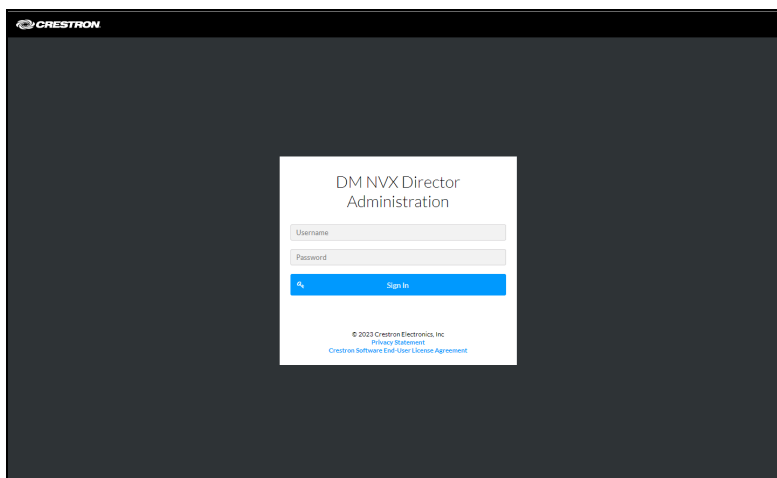 CRESTRON
DM NVX Director
Administration
Username
Password
Sign In
© 2023 Crestron Electronics, Inc
Privacy Statement
Crestron Software End-User License Agreement